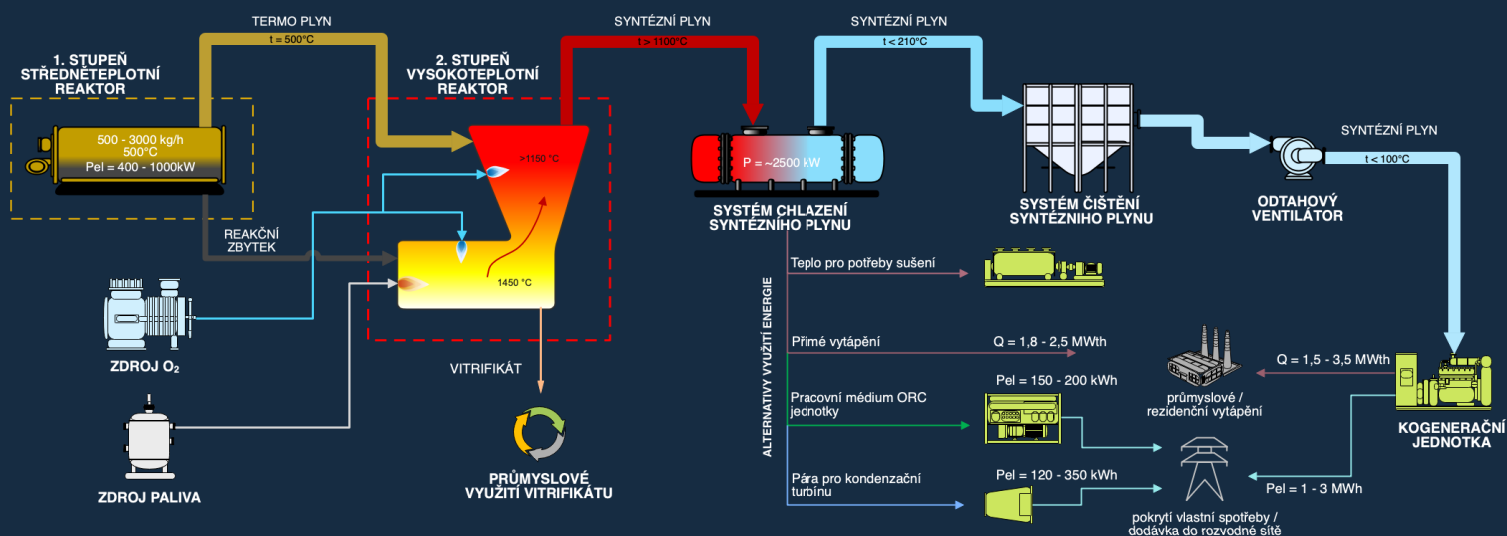 TERMO PLYN
t = 500°C
SYNTÉZNÍ PLYN
t > 1100°C
SYNTÉZNÍ PLYN
t < 210°C
1. STUPEŇ
STŘEDNĚTEPLOTNÍ
REAKTOR
2. STUPEŇ
VYSOKOTEPLOTNÍ
REAKTOR
500 - 3000 kg/h
500°C
Pel = 400 - 1000kW
>1150 °C
1450 °C
P = ~2500 kW
SYNTÉZNÍ PLYN
t < 100°C
SYSTÉM CHLAZENÍ
SYNTÉZNÍHO PLYNU
SYSTÉM ČIŠTĚNÍ
SYNTÉZNÍHO PLYNU
ODTAHOVÝ
VENTILÁTOR
REAKČNÍ
ZBYTEK
ZDROJ O₂
ZDROJ PALIVA
VITRIFIKÁT
PRŮMYSLOVÉ
VYUŽITÍ VITRIFIKÁTU
ALTERNATIVY VYUŽITÍ ENERGIE
Teplo pro potřeby sušení
Přímé vytápění
Q = 1,8 - 2,5 MWth
Pracovní médium ORC
jednotky
Pel = 150 - 200 kWh
Pára pro kondenzační
turbínu
Pel = 120 - 350 kWh
průmyslové /
rezidenční vytápění
Q = 1,5 - 3,5 MWth
KOGENERAČNÍ
JEDNOTKA
Pel = 1 - 3 MWh
pokrytí vlastní spotřeby /
dodávka do rozvodné sítě